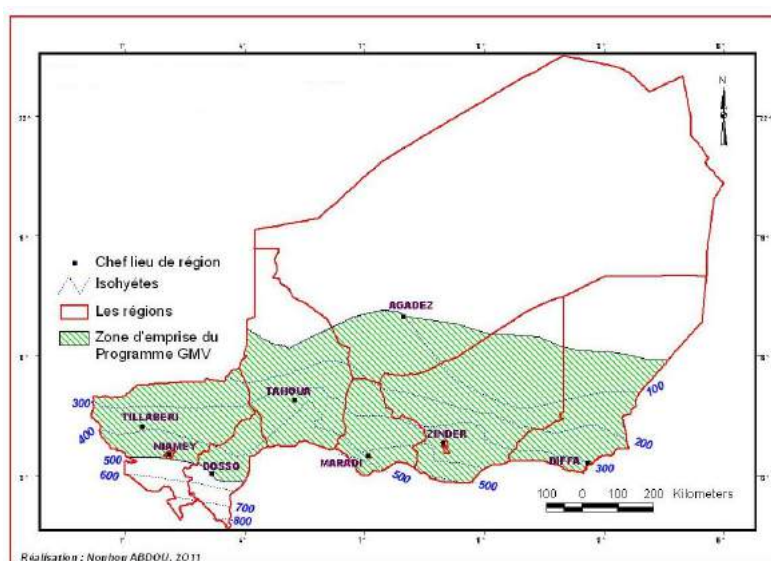 N
Chef lieu de région
Isohyétes
Les régions
Zone d'emprise du
Programme GMV
AGADEZ
TAHOUA
TILLABERI
NIAMEY
DOSSO
MARADI
ZINDER
DIFFA
300
400
500
600
700
800
500
500
100
200
300
100 0 100 200 Kilometers
Réalisation : Nouhou ABDOU, 2011